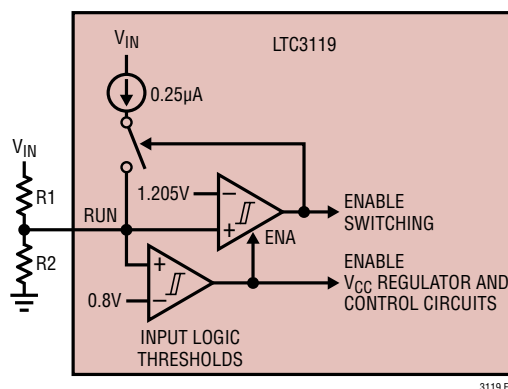 LTC3119
VIN
0.25µA
VIN
R1
1.205V
−
+
ENABLE
SWITCHING
RUN
ENA
R2
+
−
0.8V
ENABLE
VCC REGULATOR AND
CONTROL CIRCUITS
INPUT LOGIC
THRESHOLDS
3119 F